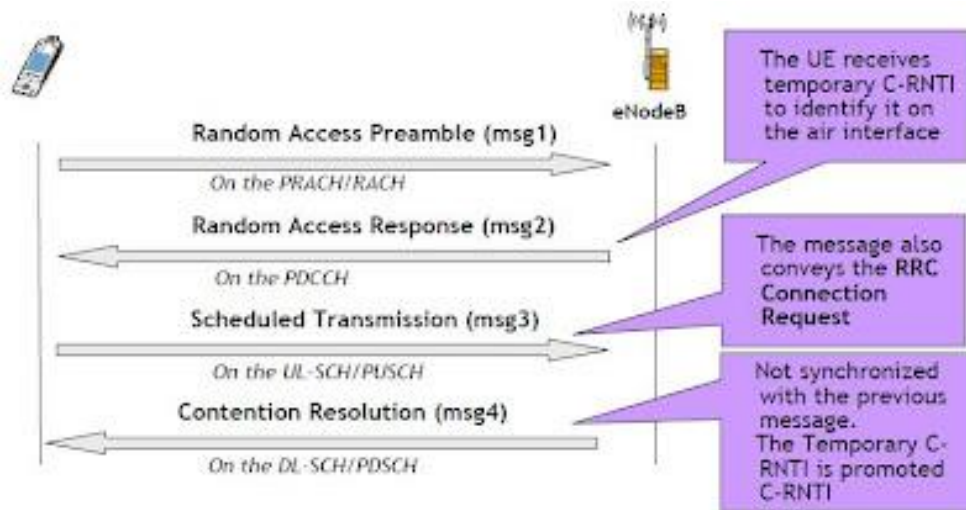 eNodeB
The UE receives
temporary C-RNTI
to identify it on
the air interface
Random Access Preamble (msg1)
On the PRACH/RACH
Random Access Response (msg2)
On the PDCCH
The message also
conveys the RRC
Connection
Request
Scheduled Transmission (msg3)
On the UL-SCH/PUSCH
Not synchronized
with the previous
message.
The Temporary C-
RNTI is promoted
C-RNTI
Contention Resolution (msg4)
On the DL-SCH/PDSCH